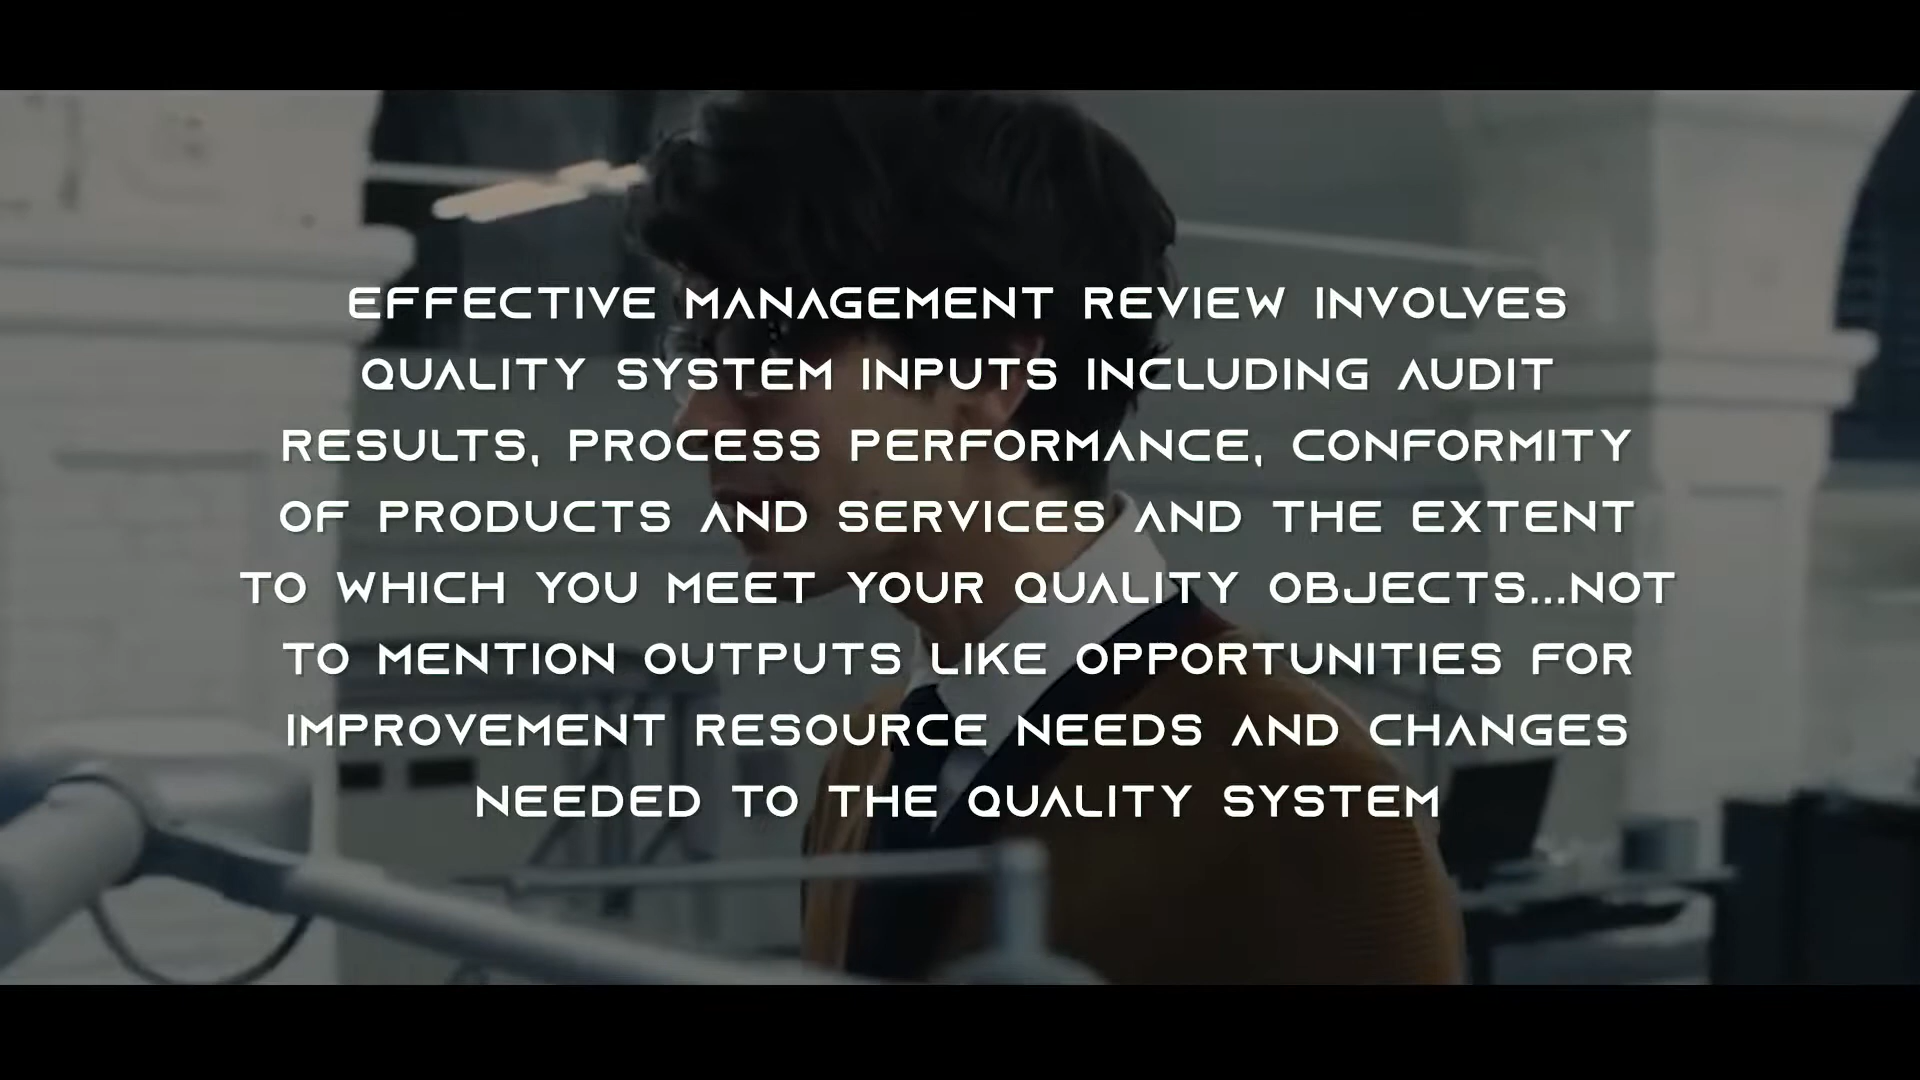 EFFECTIVE MANAGEMENT REVIEW INVOLVES
QUALITY SYSTEM INPUTS INCLUDING AUDIT
RESULTS, PROCESS PERFORMANCE, CONFORMITY
OF PRODUCTS AND SERVICES AND THE EXTENT
TO WHICH YOU MEET YOUR QUALITY OBJECTS...NOT
TO MENTION OUTPUTS LIKE OPPORTUNITIES FOR
IMPROVEMENT RESOURCE NEEDS AND CHANGES
NEEDED TO THE QUALITY SYSTEM